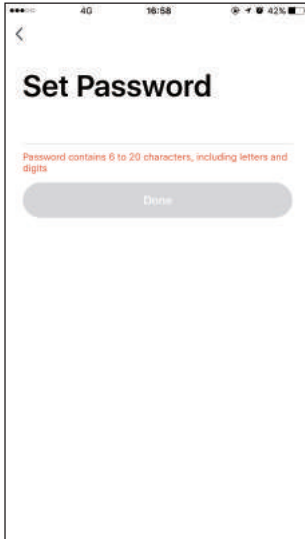 4G 16:58 42%
Set Password
Password contains 6 to 20 characters, including letters and
digits
Done